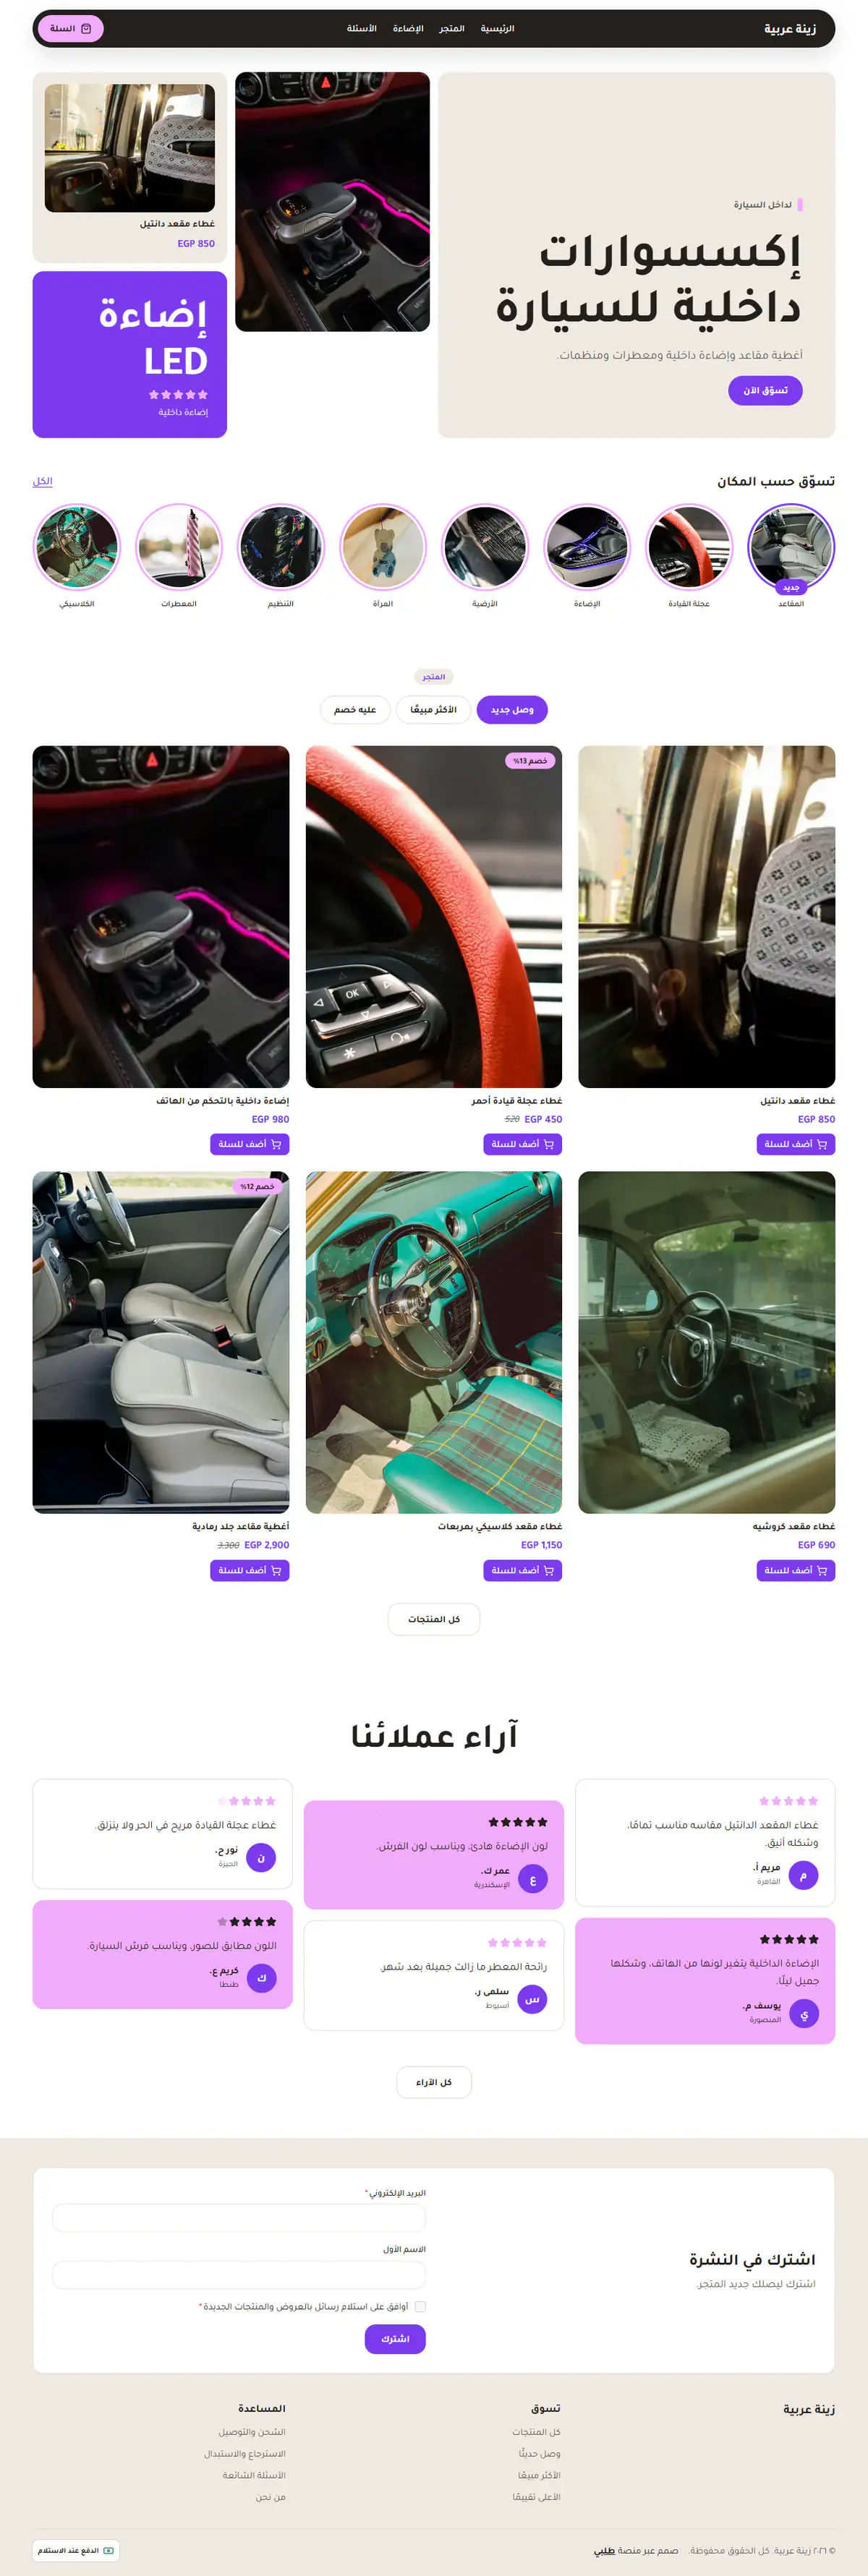 زينة عربية
الرئيسية
المتجر
الإضاءة
الأسئلة
السلة
لداخل السيارة
إكسسوارات
داخلية للسيارة
أغطية مقاعد وإضاءة داخلية ومعطرات ومنظمات.
تسوّق الآن
غطاء مقعد دانتيل
EGP 850
إضاءة
LED
إضاءة داخلية
تسوّق حسب المكان
الكل
جديد
المقاعد
عجلة القيادة
الإضاءة
الأرضية
المرآة
التنظيم
المعطرات
الكلاسيكي
المتجر
وصل جديد
الأكثر مبيعًا
عليه خصم
غطاء مقعد دانتيل
EGP 850
أضف للسلة
خصم 13%
OK
غطاء عجلة قيادة أحمر
EGP 450 520
أضف للسلة
إضاءة داخلية بالتحكم من الهاتف
EGP 980
أضف للسلة
غطاء مقعد كروشيه
EGP 690
أضف للسلة
غطاء مقعد كلاسيكي بمربعات
EGP 1,150
أضف للسلة
خصم 12%
أغطية مقاعد جلد رمادية
EGP 2,900 3,300
أضف للسلة
كل المنتجات
آراء عملائنا
غطاء المقعد الدانتيل مقاسه مناسب تمامًا،
وشكله أنيق.
م
مريم أ.
القاهرة
الإضاءة الداخلية يتغير لونها من الهاتف، وشكلها
جميل ليلًا.
ي
يوسف م.
المنصورة
لون الإضاءة هادئ، ويناسب لون الفرش.
ع
عمر ك.
الإسكندرية
رائحة المعطر ما زالت جميلة بعد شهر.
س
سلمى ر.
أسيوط
غطاء عجلة القيادة مريح في الحر ولا ينزلق.
ن
نور ح.
الجيزة
اللون مطابق للصور، ويناسب فرش السيارة.
ك
كريم ع.
طنطا
كل الآراء
اشترك في النشرة
اشترك ليصلك جديد المتجر.
البريد الإلكتروني *
الاسم الأول
أوافق على استلام رسائل بالعروض والمنتجات الجديدة *
اشترك
زينة عربية
تسوق
كل المنتجات
وصل حديثًا
الأكثر مبيعًا
الأعلى تقييمًا
المساعدة
الشحن والتوصيل
الاسترجاع والاستبدال
الأسئلة الشائعة
من نحن
© ٢٠٢٦ زينة عربية. كل الحقوق محفوظة.
صمم عبر منصة طلبي
الدفع عند الاستلام